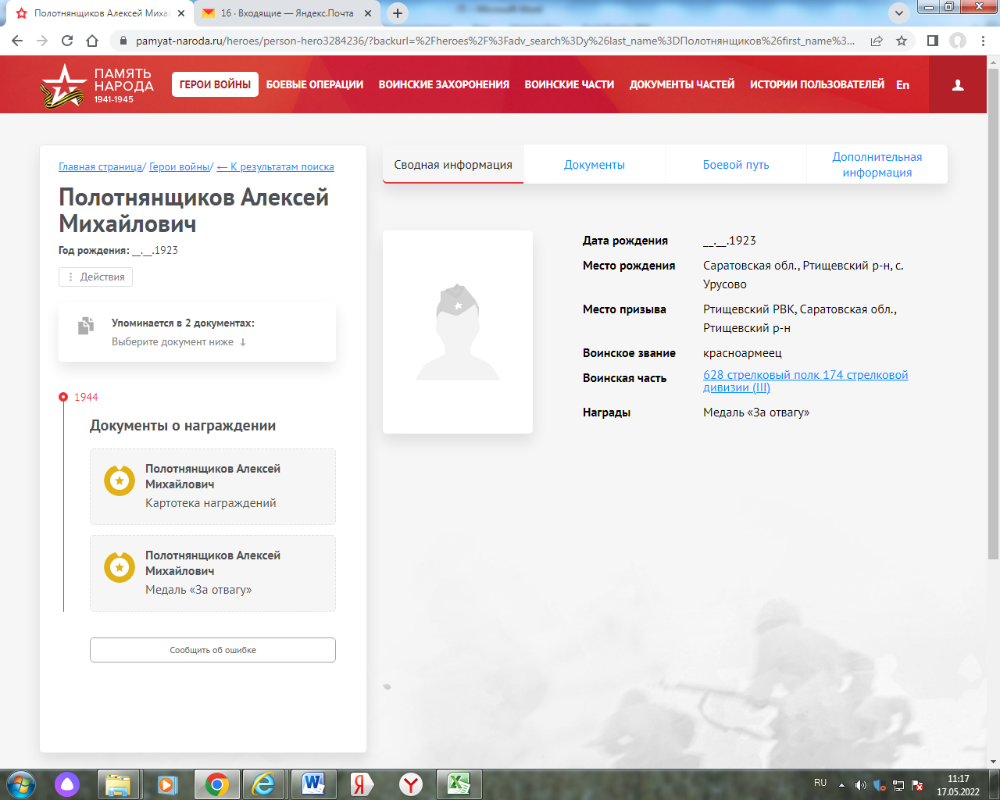 Полотнянщиков Алексей Миха
16 · Входящие — Яндекс.Почта
pamyat-naroda.ru/heroes/person-hero3284236/?backurl=%2Fheroes%2F%3Fadv_search%3Dy%26last_name%3DПолотнянщиков%26first_name%3...
ПАМЯТЬ
НАРОДА
1941-1945
ГЕРОИ ВОЙНЫ БОЕВЫЕ ОПЕРАЦИИ ВОИНСКИЕ ЗАХОРОНЕНИЯ ВОИНСКИЕ ЧАСТИ ДОКУМЕНТЫ ЧАСТЕЙ ИСТОРИИ ПОЛЬЗОВАТЕЛЕЙ En
Главная страница/ Герои войны/ ← К результатам поиска
Полотнянщиков Алексей
Михайлович
Год рождения: __.__.1923
Действия
Упоминается в 2 документах:
Выберите документ ниже ↓
1944
Документы о награждении
Полотнянщиков Алексей
Михайлович
Картотека награждений
Полотнянщиков Алексей
Михайлович
Медаль «За отвагу»
Сообщить об ошибке
Сводная информация
Документы
Боевой путь
Дополнительная
информация
Дата рождения __.__.1923
Место рождения Саратовская обл., Ртищевский р-н, с.
Урусово
Место призыва Ртищевский РВК, Саратовская обл.,
Ртищевский р-н
Воинское звание красноармеец
Воинская часть 628 стрелковый полк 174 стрелковой
дивизии (III)
Награды Медаль «За отвагу»
RU
11:17
17.05.2022